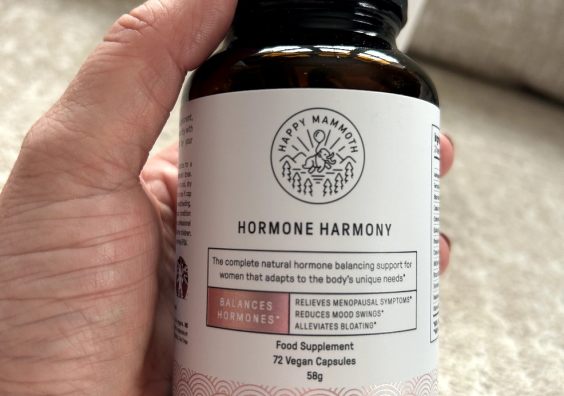 HAPPY MAMMOTH
HORMONE HARMONY
The complete natural hormone balancing support for
women that adapts to the body's unique needs*
BALANCES
HORMONES*
RELIEVES MENOPAUSAL SYMPTOMS*
REDUCES MOOD SWINGS*
ALLEVIATES BLOATING*
Food Supplement
72 Vegan Capsules
58g